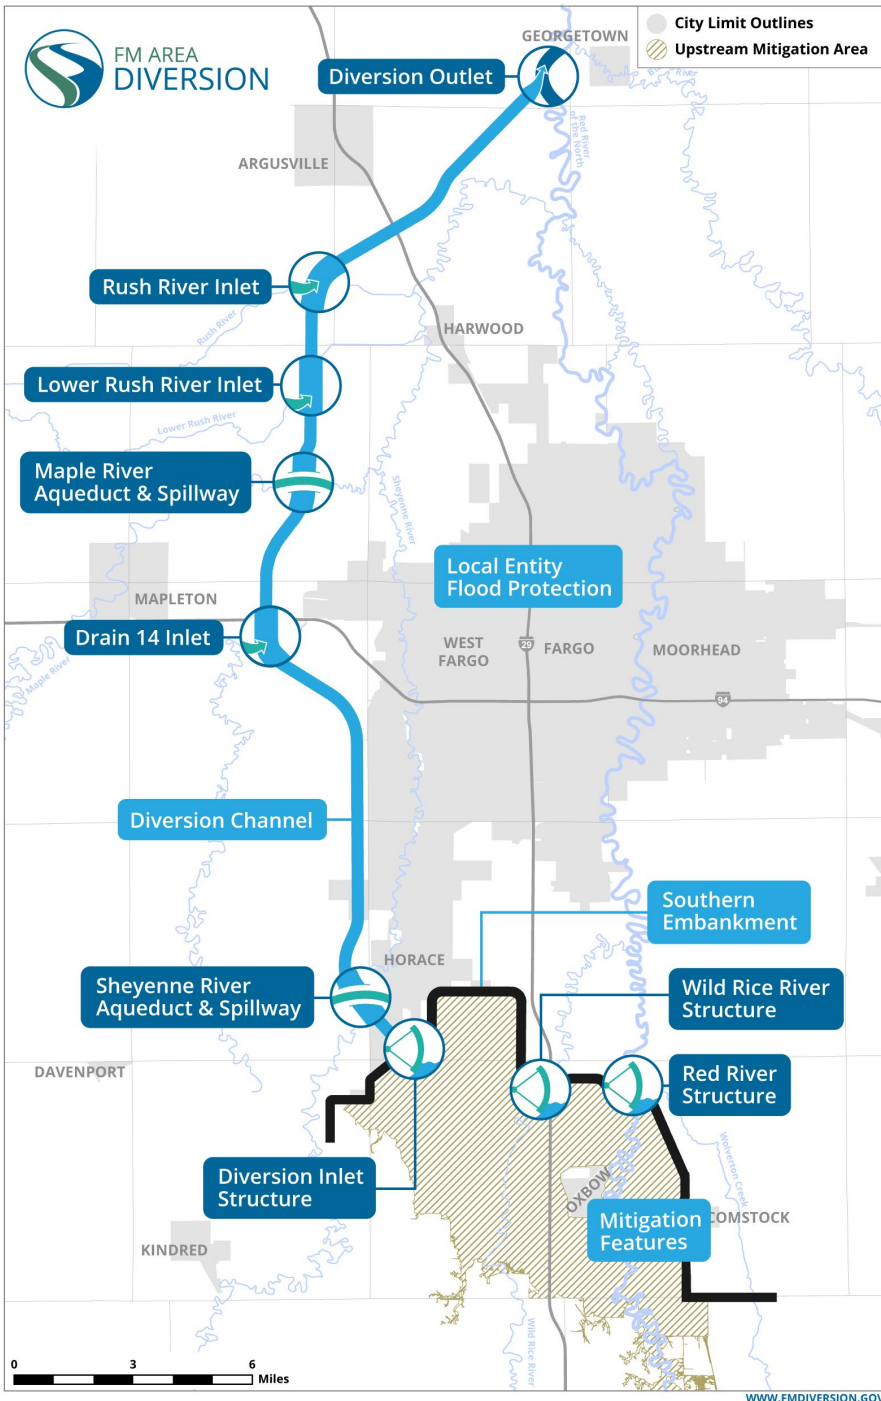 GEORGETOWN
City Limit Outlines
Upstream Mitigation Area
FM AREA
DIVERSION
Diversion Outlet
Red River
of the North
ARGUSVILLE
Rush River Inlet
Rush River
HARWOOD
Lower Rush River Inlet
Lower Rush River
Maple River
Aqueduct & Spillway
Sheyenne River
Local Entity
Flood Protection
MAPLETON
Drain 14 Inlet
WEST
FARGO
29
FARGO
MOORHEAD
Maple River
94
Diversion Channel
Southern
Embankment
HORACE
Sheyenne River
Aqueduct & Spillway
Wild Rice River
Structure
DAVENPORT
Red River
Structure
Wolverton Creek
Diversion Inlet
Structure
OXBOW
Mitigation
Features
COMSTOCK
KINDRED
Wild Rice River
0 3 6
Miles
WWW.FMDIVERSION.GOV